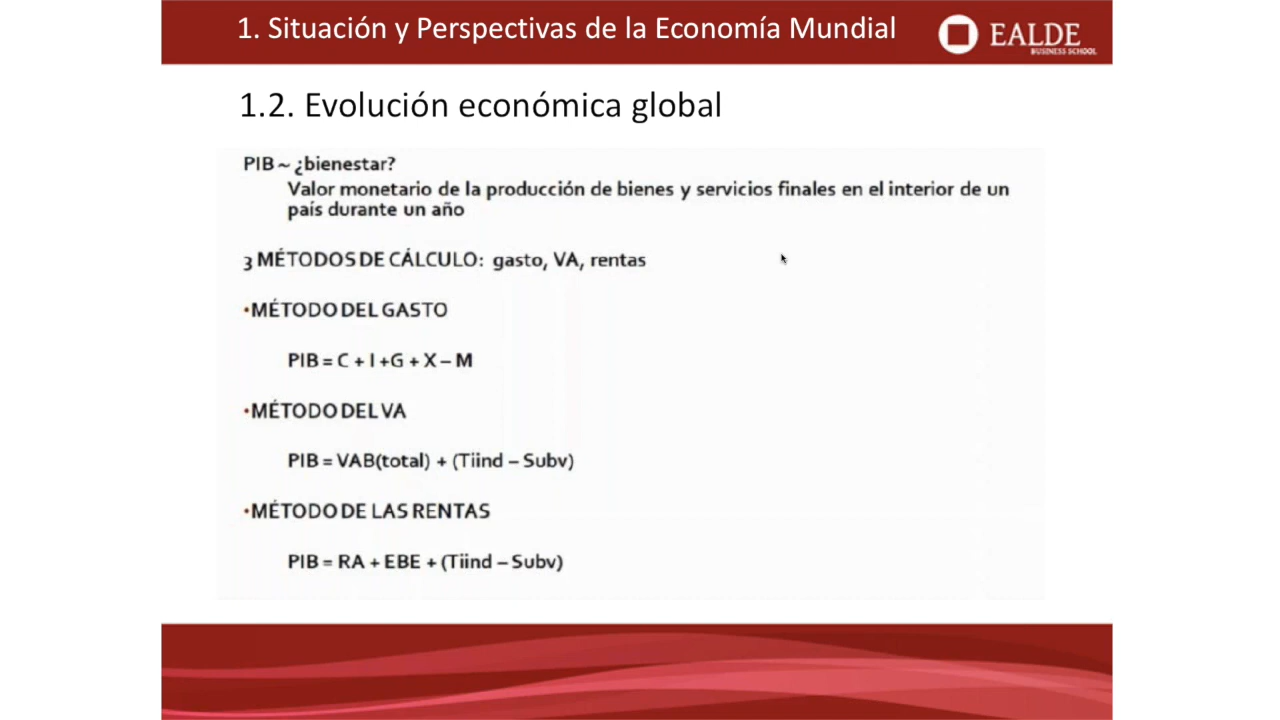 1. Situación y Perspectivas de la Economía Mundial
EALDE
BUSINESS SCHOOL
1.2. Evolución económica global
PIB ~ ¿bienestar?
Valor monetario de la producción de bienes y servicios finales en el interior de un
país durante un año
3 MÉTODOS DE CÁLCULO: gasto, VA, rentas
•MÉTODO DEL GASTO
PIB = C + I +G + X – M
•MÉTODO DEL VA
PIB = VAB(total) + (Tiind – Subv)
•MÉTODO DE LAS RENTAS
PIB = RA + EBE + (Tiind – Subv)